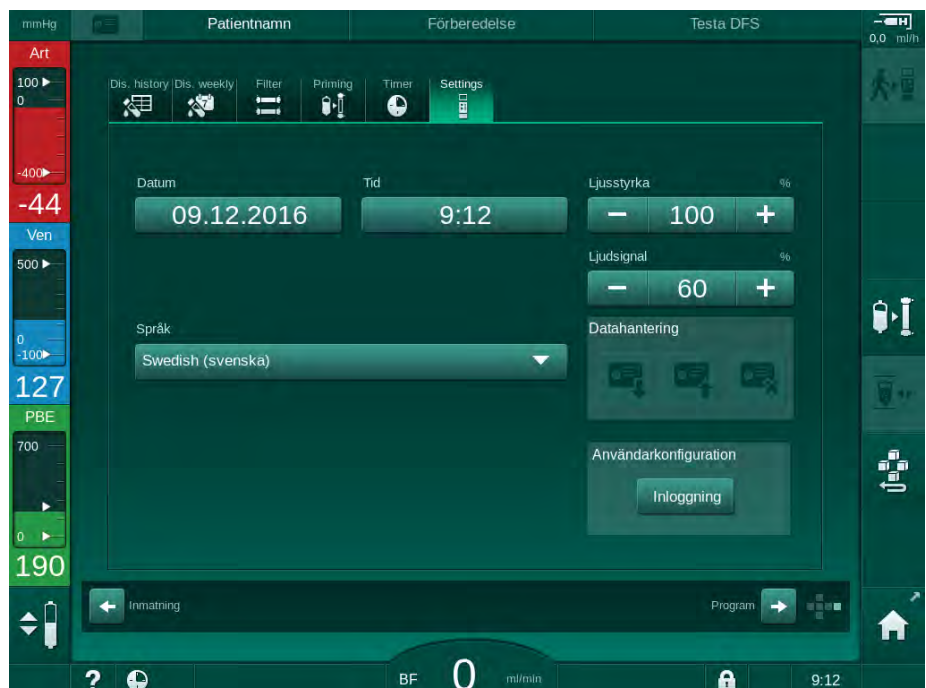 mmHg
Patientnamn
Förberedelse
Testa DFS
0,0 ml/h
Art
100
0
-400
-44
Ven
500
0
-100
127
PBE
700
0
190
Dis. history
Dis. weekly
Filter
Priming
Timer
Settings
7
Datum
Tid
Ljusstyrka %
09.12.2016
9:12
− 100 +
Ljudsignal %
− 60 +
Språk
Datahantering
Swedish (svenska)
Användarkonfiguration
Inloggning
Inmatning
Program
? BF 0 ml/min 9:12